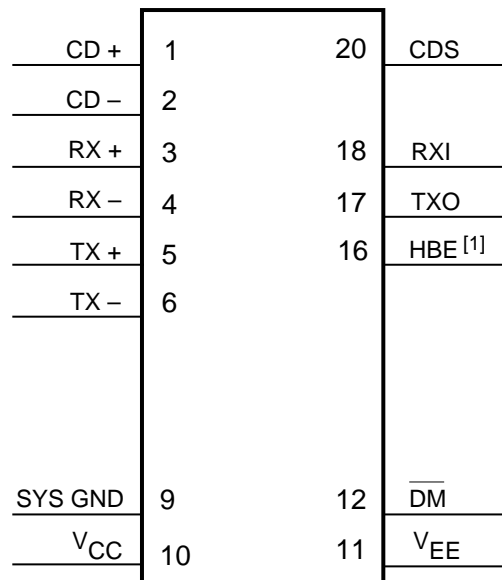 CD + 1 20 CDS
CD – 2
RX + 3 18 RXI
RX – 4 17 TXO
TX + 5 16 HBE [1]
TX – 6
SYS GND 9 12 D̅M̅
VCC 10 11 VEE